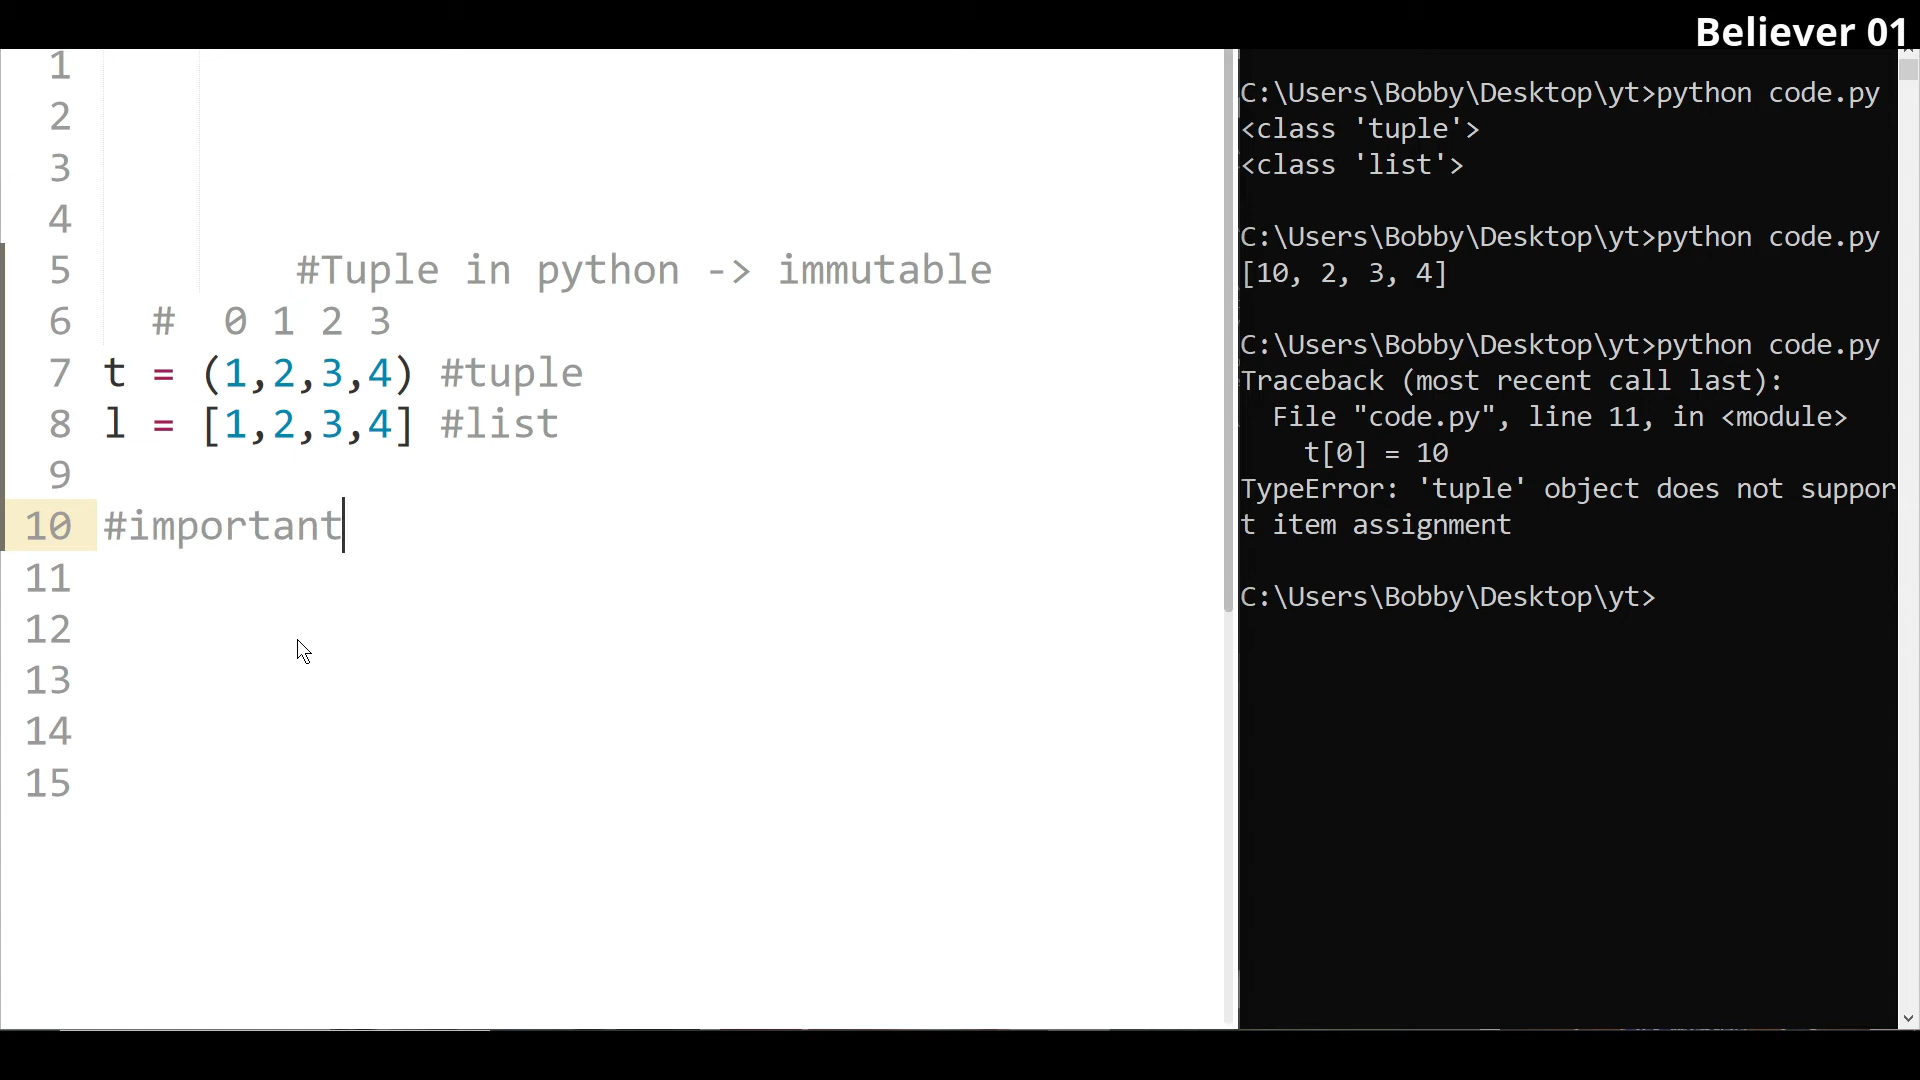 Believer 01
1
2
3
4
5 #Tuple in python -> immutable
6 # 0 1 2 3
7 t = (1,2,3,4) #tuple
8 l = [1,2,3,4] #list
9
10 #important
11
12
13
14
15
C:\Users\Bobby\Desktop\yt>python code.py
<class 'tuple'>
<class 'list'>
C:\Users\Bobby\Desktop\yt>python code.py
[10, 2, 3, 4]
C:\Users\Bobby\Desktop\yt>python code.py
Traceback (most recent call last):
File "code.py", line 11, in <module>
t[0] = 10
TypeError: 'tuple' object does not suppor
t item assignment
C:\Users\Bobby\Desktop\yt>